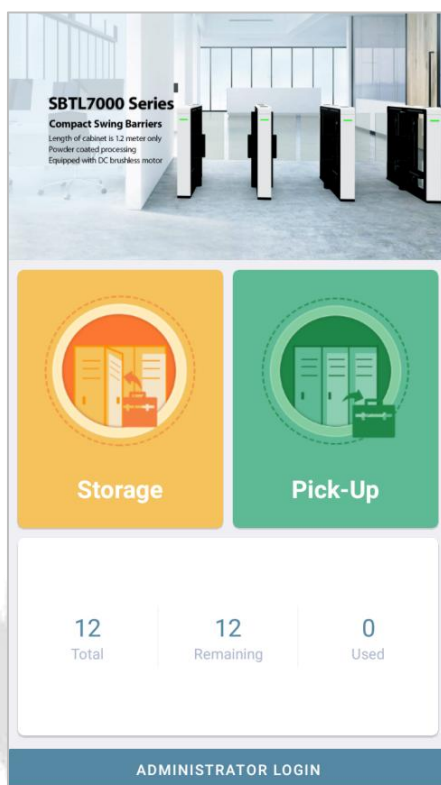 SBTL7000 Series
Compact Swing Barriers
Length of cabinet is 1.2 meter only
Powder coated processing
Equipped with DC brushless motor
Storage
Pick-Up
12
Total
12
Remaining
0
Used
ADMINISTRATOR LOGIN